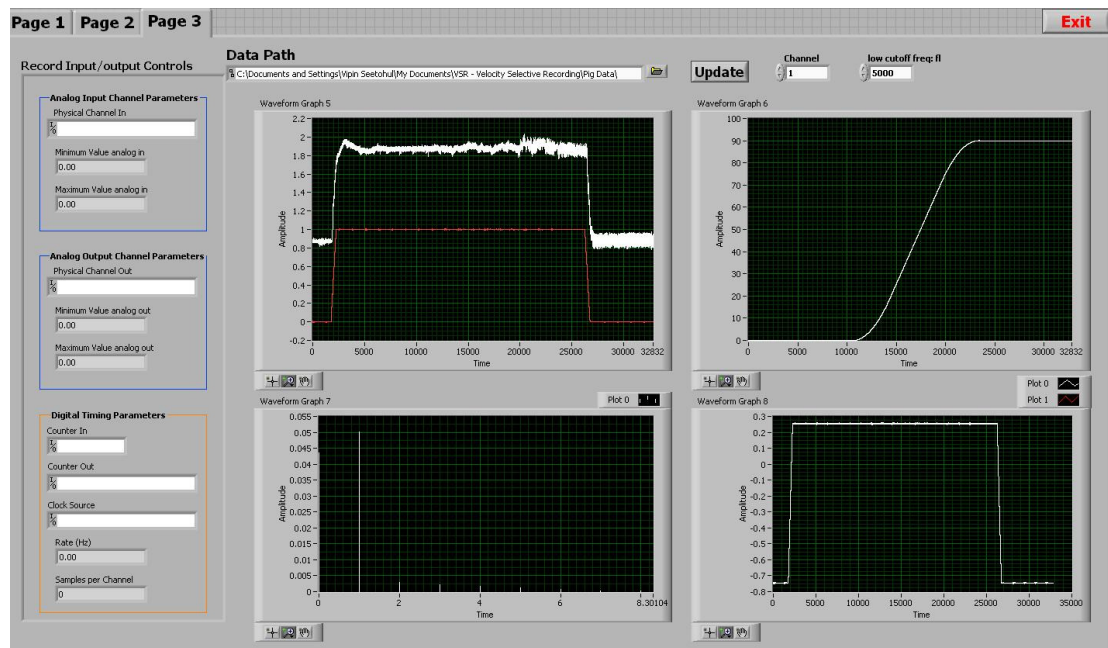 Page 1 Page 2 Page 3
Exit
Record Input/output Controls
Analog Input Channel Parameters
Physical Channel In
Minimum Value analog in
0.00
Maximum Value analog in
0.00
Analog Output Channel Parameters
Physical Channel Out
Minimum Value analog out
0.00
Maximum Value analog out
0.00
Digital Timing Parameters
Counter In
Counter Out
Clock Source
Rate (Hz)
0.00
Samples per Channel
0
Data Path
C:\Documents and Settings\Vipin Seetohul\My Documents\VSR - Velocity Selective Recording\Pig Data\
Update
Channel
1
low cutoff freq: fl
5000
Waveform Graph 5
2.2
2
1.8
1.6
1.4
1.2
1
0.8
0.6
0.4
0.2
0
-0.2
Amplitude
0 5000 10000 15000 20000 25000 32832
Time
Waveform Graph 6
100
90
80
70
60
50
40
30
20
10
0
Amplitude
0 5000 10000 15000 20000 25000 30000 32832
Time
Waveform Graph 7
Plot 0
0.055
0.05
0.045
0.04
0.035
0.03
0.025
0.02
0.015
0.01
0.005
0
Amplitude
0 2 4 6 8.30104
Time
Plot 0
Plot 1
Waveform Graph 8
0.3
0.2
0.1
0
-0.1
-0.2
-0.3
-0.4
-0.5
-0.6
-0.7
-0.8
Amplitude
0 5000 10000 15000 20000 25000 30000 35000
Time